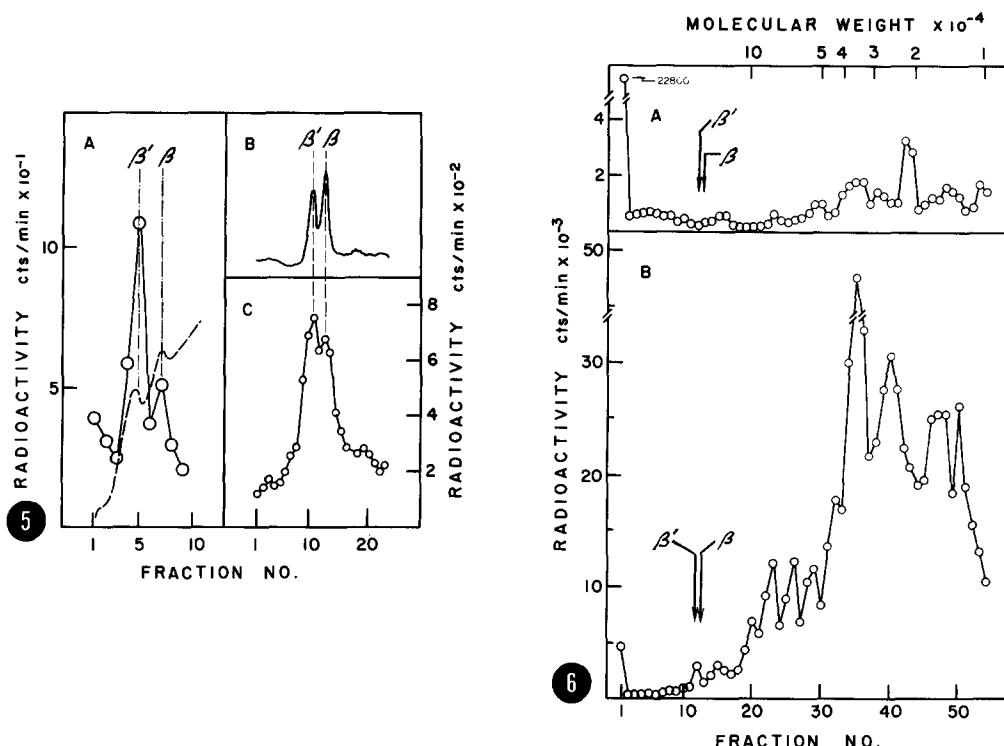 A
β' β
RADIOACTIVITY cts/min x10⁻¹
10
5
1 5 10
FRACTION NO.
B
β' β
C
8
6
4
2
RADIOACTIVITY cts/min x 10⁻²
1 10 20
5
MOLECULAR WEIGHT x10⁻⁴
10 5 4 3 2 1
22800
A
β'
β
4
2
RADIOACTIVITY cts/min x 10⁻³
50
B
30
20
10
β' β
1 10 20 30 40 50
FRACTION NO.
6